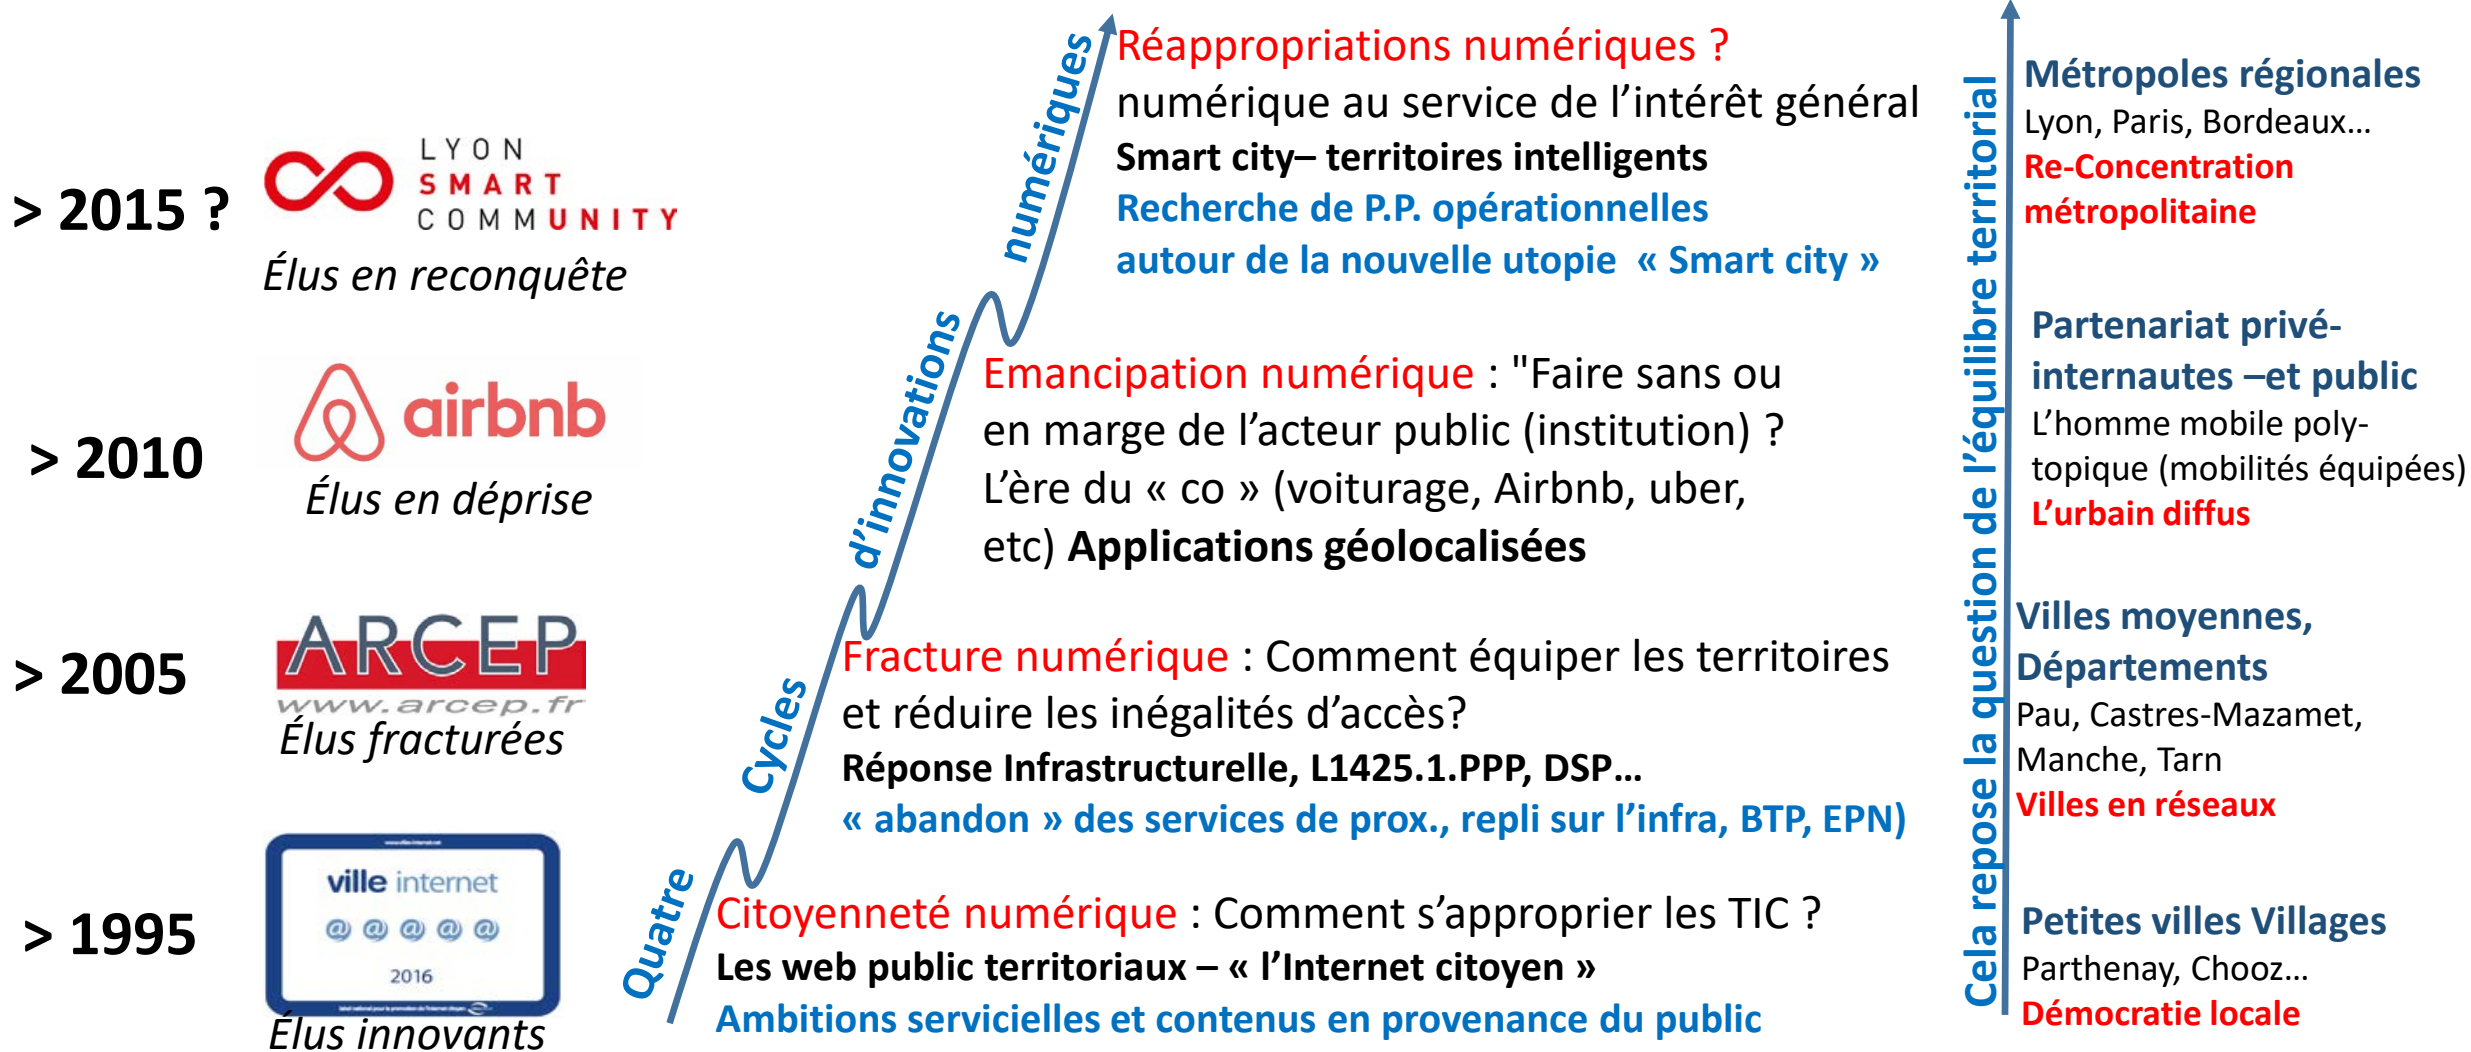 > 2015 ?
LYON
SMART
COMMUNITY
Élus en reconquête
numériques
Réappropriations numériques ?
numérique au service de l’intérêt général
Smart city– territoires intelligents
Recherche de P.P. opérationnelles
autour de la nouvelle utopie « Smart city »
Métropoles régionales
Lyon, Paris, Bordeaux…
Re-Concentration
métropolitaine
> 2010
airbnb
Élus en déprise
d’innovations
Emancipation numérique : "Faire sans ou
en marge de l’acteur public (institution) ?
L’ère du « co » (voiturage, Airbnb, uber,
etc) Applications géolocalisées
Partenariat privé-
internautes –et public
L’homme mobile poly-
topique (mobilités équipées)
L’urbain diffus
> 2005
ARCEP
www.arcep.fr
Élus fracturées
Cycles
Fracture numérique : Comment équiper les territoires
et réduire les inégalités d’accès?
Réponse Infrastructurelle, L1425.1.PPP, DSP…
« abandon » des services de prox., repli sur l’infra, BTP, EPN)
Villes moyennes,
Départements
Pau, Castres-Mazamet,
Manche, Tarn
Villes en réseaux
> 1995
ville internet
@ @ @ @ @
2016
Élus innovants
Quatre
Citoyenneté numérique : Comment s’approprier les TIC ?
Les web public territoriaux – « l’Internet citoyen »
Ambitions servicielles et contenus en provenance du public
Cela repose la question de l’équilibre territorial
Petites villes Villages
Parthenay, Chooz…
Démocratie locale